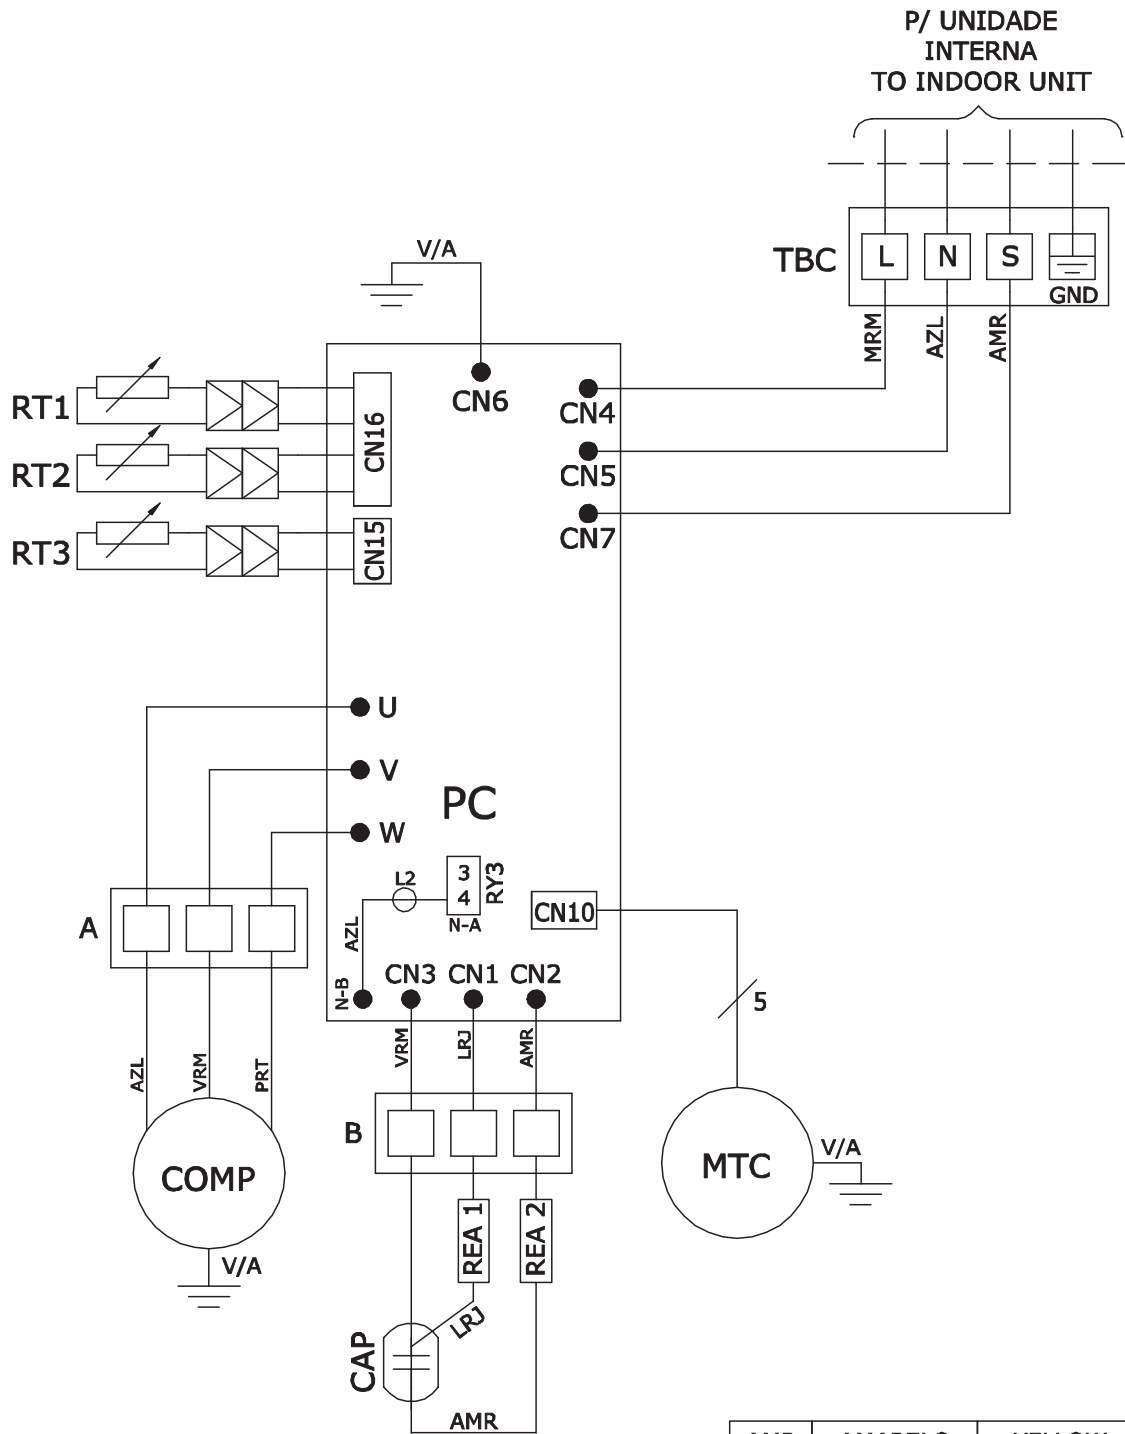 P/ UNIDADE
INTERNA
TO INDOOR UNIT
TBC
L
N
S
GND
MRM
AZL
AMR
V/A
CN6
CN4
CN5
CN7
RT1
RT2
RT3
CN16
CN15
U
V
W
PC
L2
3
4
RY3
N-A
AZL
N-B
CN10
CN3
CN1
CN2
A
5
VRM
LRJ
AMR
AZL
VRM
PRT
B
COMP
V/A
MTC
V/A
REA 1
REA 2
LRJ
CAP
AMR